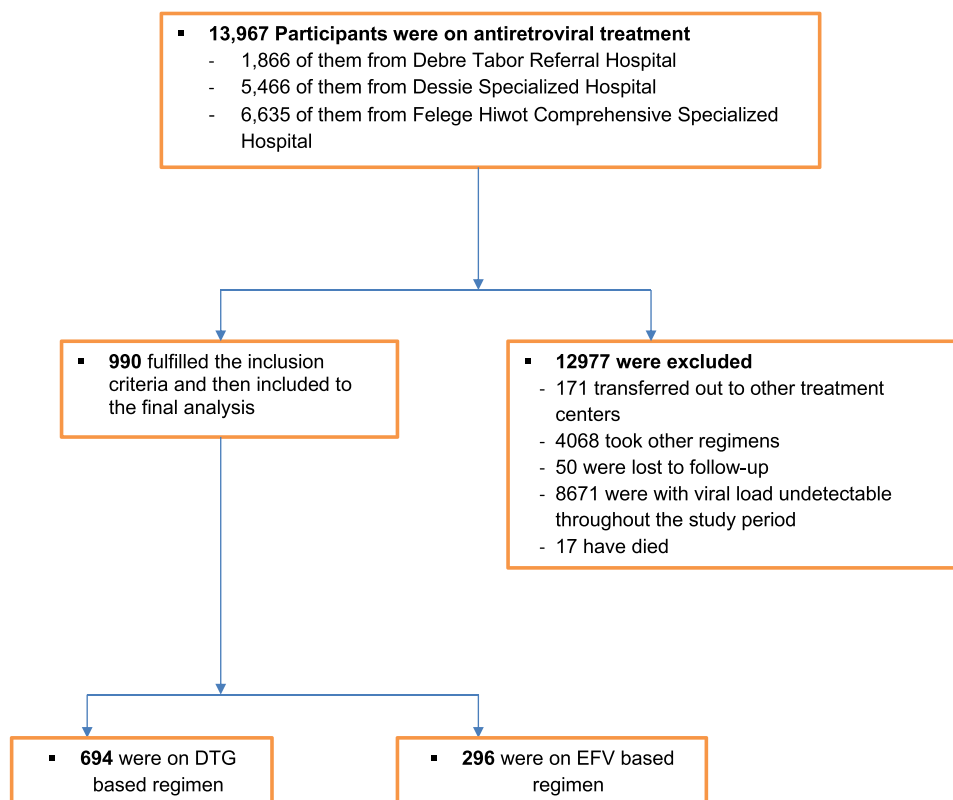 ▪ 13,967 Participants were on antiretroviral treatment
- 1,866 of them from Debre Tabor Referral Hospital
- 5,466 of them from Dessie Specialized Hospital
- 6,635 of them from Felege Hiwot Comprehensive Specialized
Hospital
▪ 990 fulfilled the inclusion
criteria and then included to
the final analysis
▪ 12977 were excluded
- 171 transferred out to other treatment
centers
- 4068 took other regimens
- 50 were lost to follow-up
- 8671 were with viral load undetectable
throughout the study period
- 17 have died
▪ 694 were on DTG
based regimen
▪ 296 were on EFV based
regimen